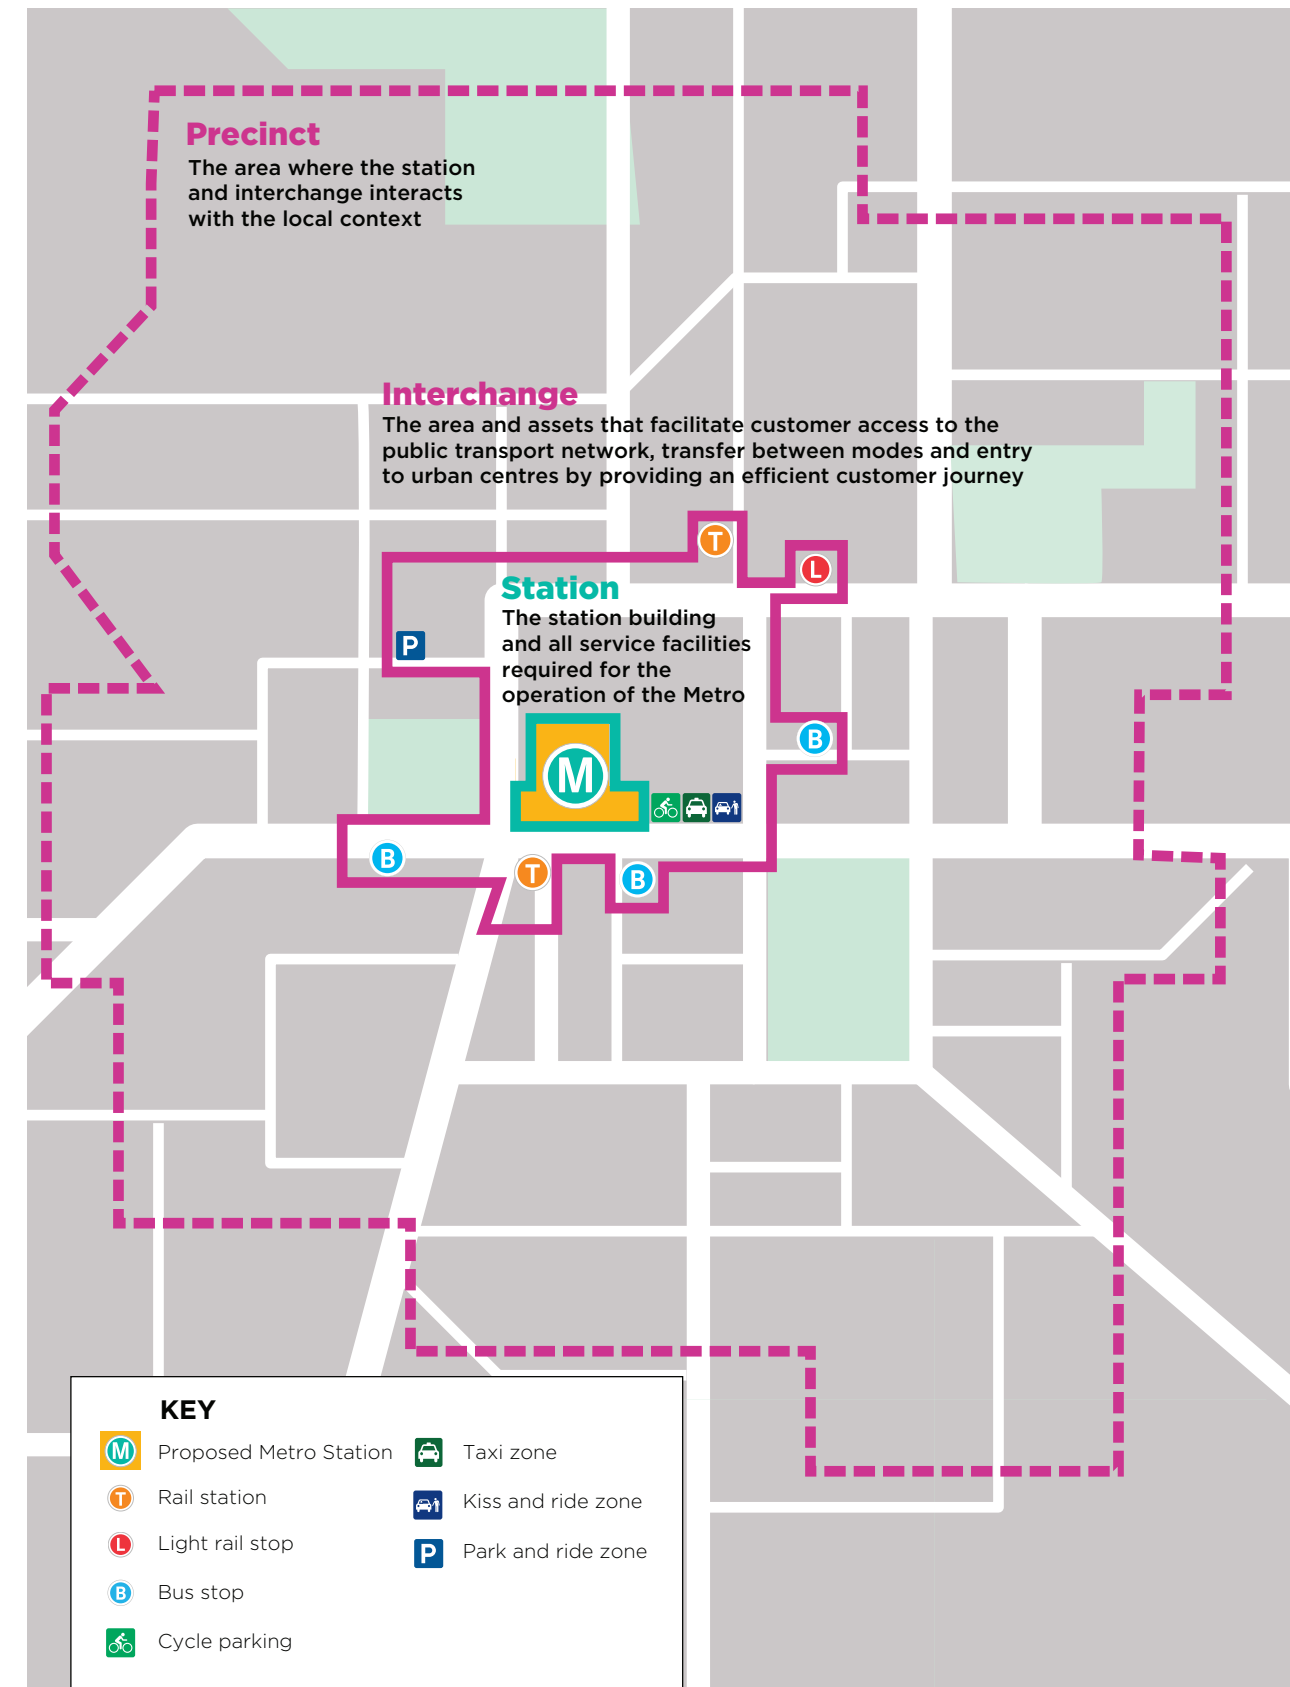 Precinct
The area where the station
and interchange interacts
with the local context
Interchange
The area and assets that facilitate customer access to the
public transport network, transfer between modes and entry
to urban centres by providing an efficient customer journey
T
L
Station
The station building
and all service facilities
required for the
operation of the Metro
P
B
M
B
T
B
KEY
M Proposed Metro Station
T Rail station
L Light rail stop
B Bus stop
Cycle parking
Taxi zone
Kiss and ride zone
P Park and ride zone